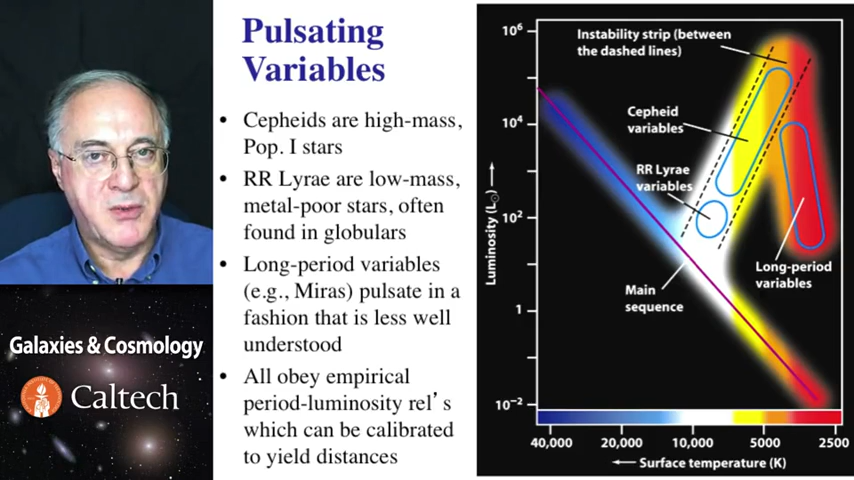 Pulsating
Variables
• Cepheids are high-mass,
Pop. I stars
• RR Lyrae are low-mass,
metal-poor stars, often
found in globulars
• Long-period variables
(e.g., Miras) pulsate in a
fashion that is less well
understood
• All obey empirical
period-luminosity rel’s
which can be calibrated
to yield distances
Galaxies & Cosmology
Caltech
Instability strip (between
the dashed lines)
Cepheid
variables
RR Lyrae
variables
Long-period
variables
Main
sequence
Luminosity (L⊙) →
10⁶
10⁴
10²
1
10⁻²
40,000 20,000 10,000 5000 2500
← Surface temperature (K)